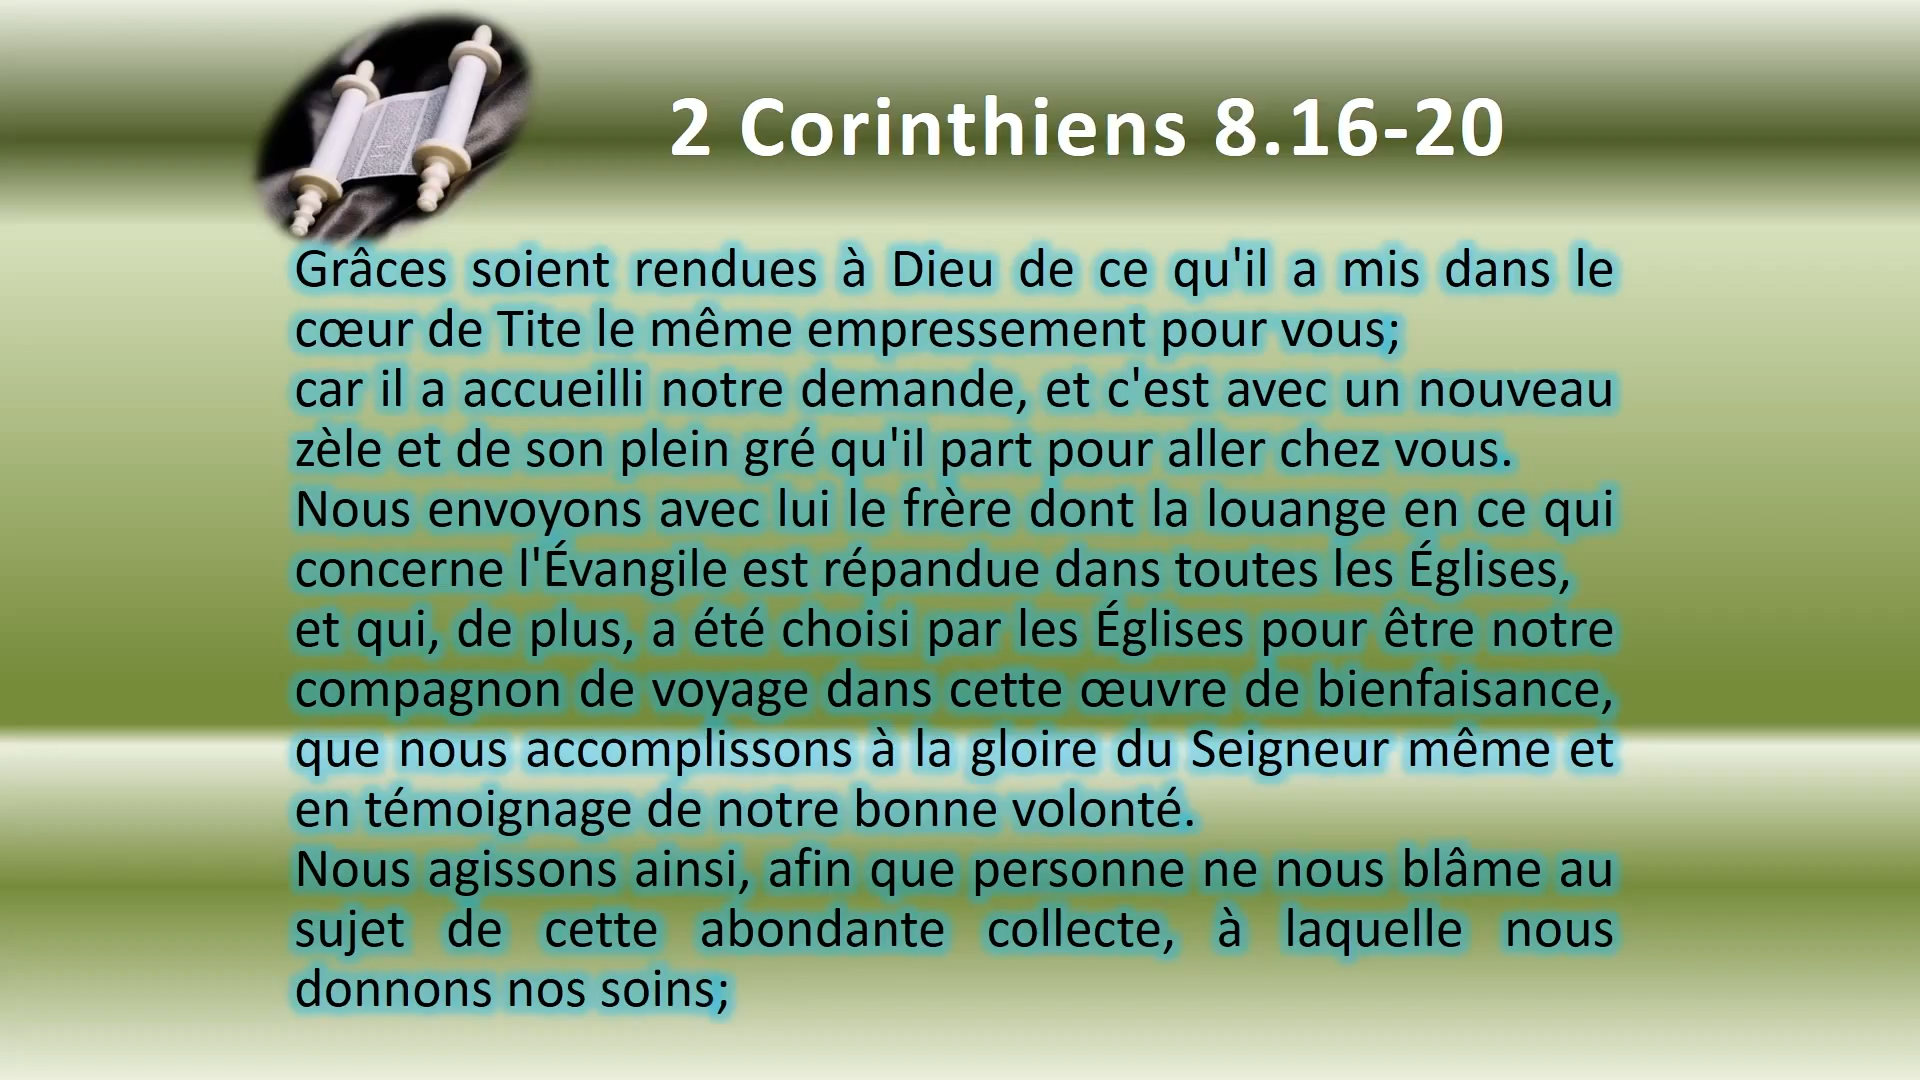 2 Corinthiens 8.16-20
Grâces soient rendues à Dieu de ce qu'il a mis dans le
cœur de Tite le même empressement pour vous;
car il a accueilli notre demande, et c'est avec un nouveau
zèle et de son plein gré qu'il part pour aller chez vous.
Nous envoyons avec lui le frère dont la louange en ce qui
concerne l'Évangile est répandue dans toutes les Églises,
et qui, de plus, a été choisi par les Églises pour être notre
compagnon de voyage dans cette œuvre de bienfaisance,
que nous accomplissons à la gloire du Seigneur même et
en témoignage de notre bonne volonté.
Nous agissons ainsi, afin que personne ne nous blâme au
sujet de cette abondante collecte, à laquelle nous
donnons nos soins;